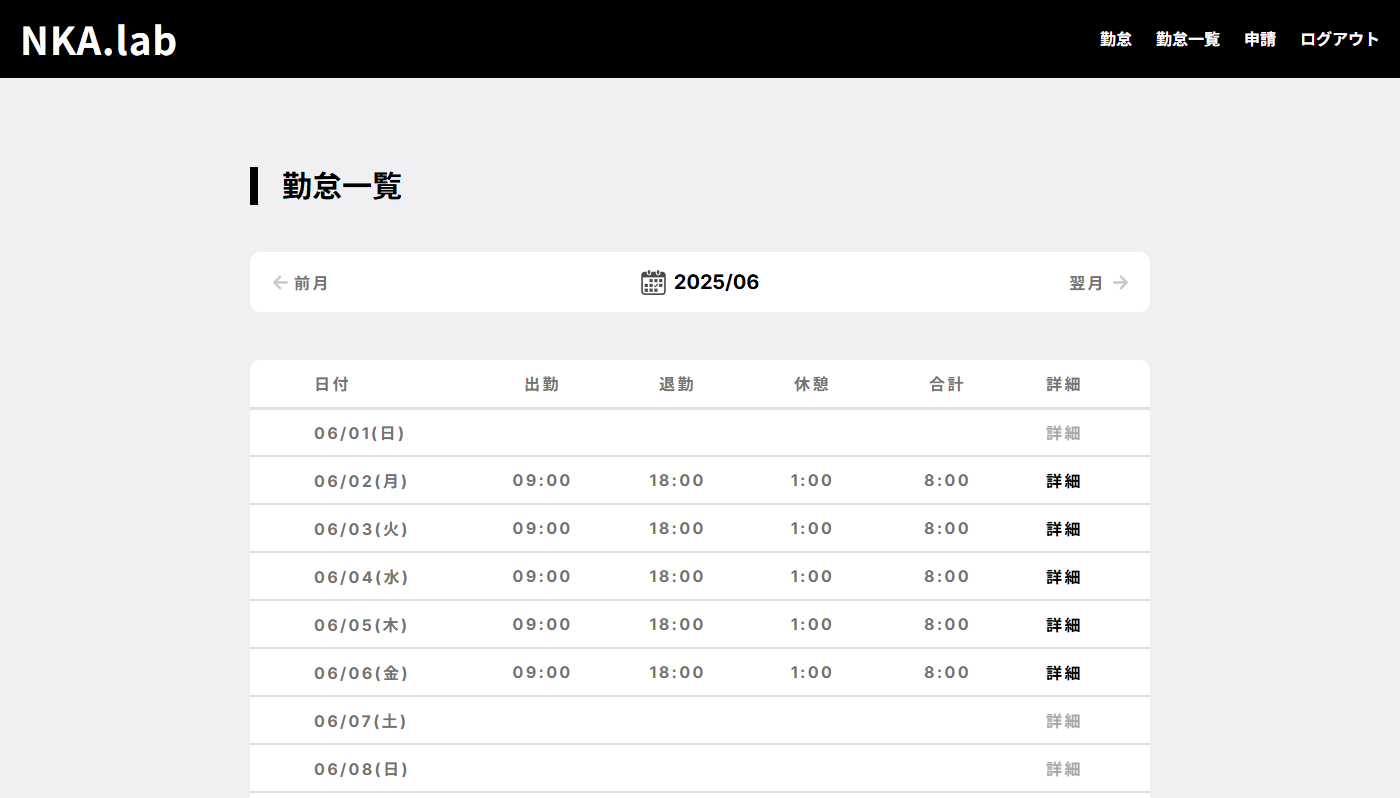 NKA.lab 勤怠 勤怠一覧 申請 ログアウト
勤怠一覧
前月 2025/06 翌月
日付 出勤 退勤 休憩 合計 詳細
06/01(日) 詳細
06/02(月) 09:00 18:00 1:00 8:00 詳細
06/03(火) 09:00 18:00 1:00 8:00 詳細
06/04(水) 09:00 18:00 1:00 8:00 詳細
06/05(木) 09:00 18:00 1:00 8:00 詳細
06/06(金) 09:00 18:00 1:00 8:00 詳細
06/07(土) 詳細
06/08(日) 詳細